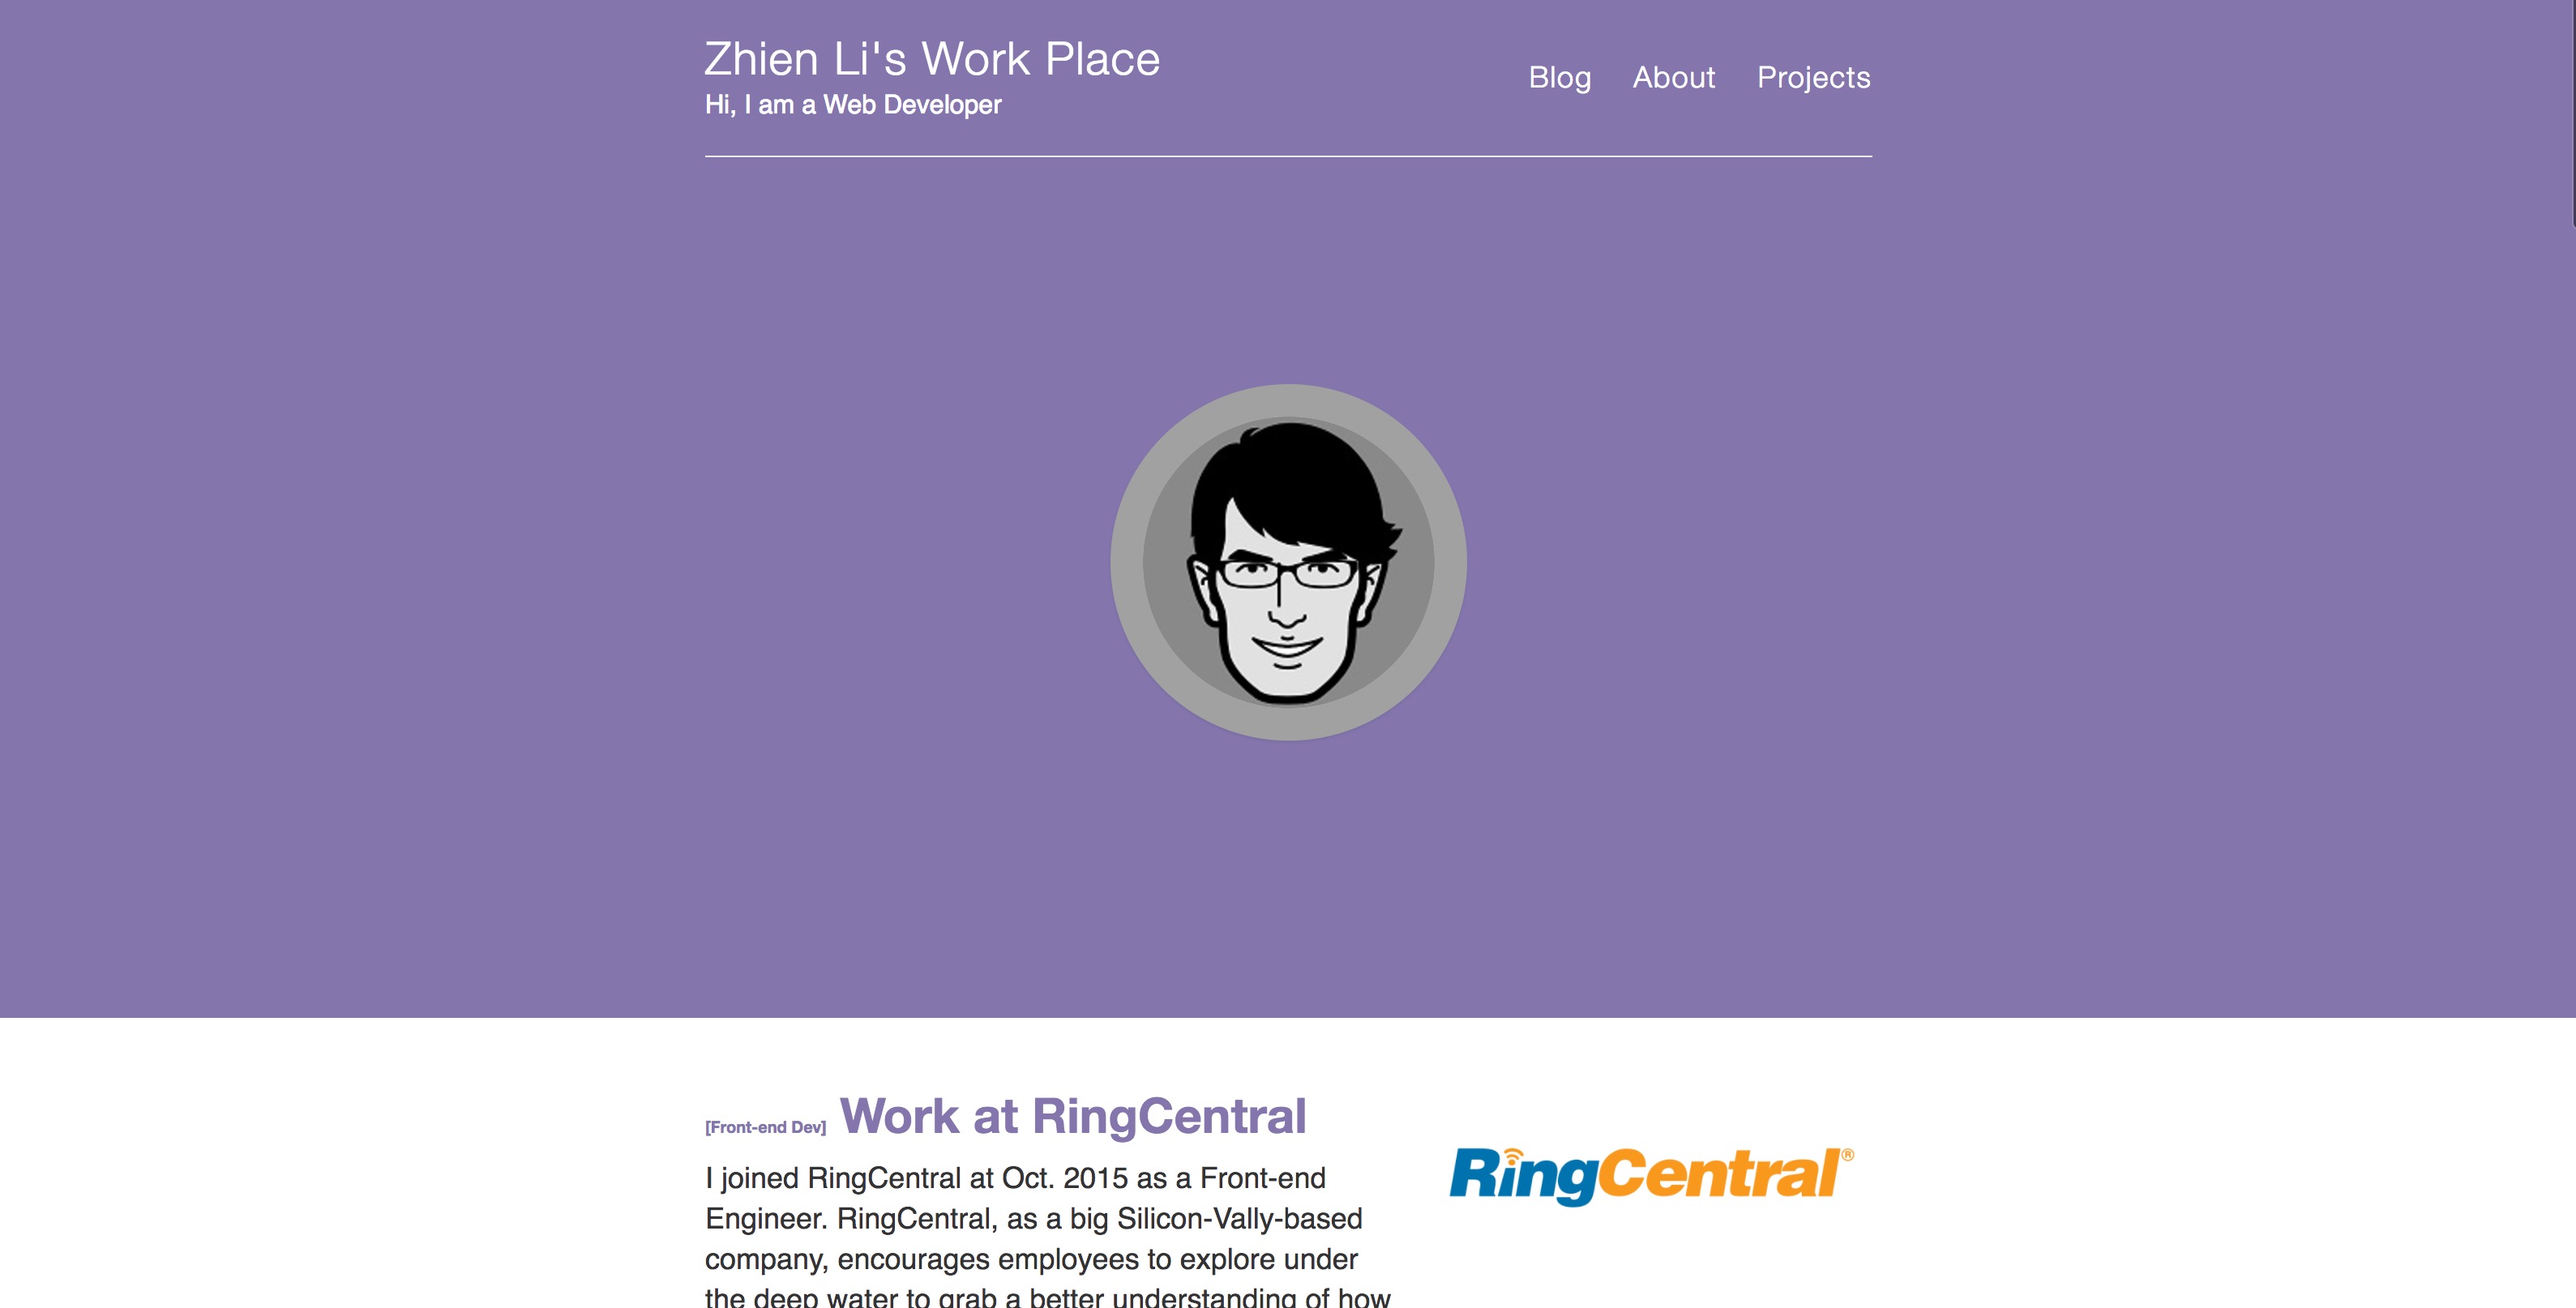 Zhien Li's Work Place
Hi, I am a Web Developer
Blog About Projects
[Front-end Dev] Work at RingCentral
I joined RingCentral at Oct. 2015 as a Front-end
Engineer. RingCentral, as a big Silicon-Vally-based
company, encourages employees to explore under
the deep water to grab a better understanding of how
RingCentral®